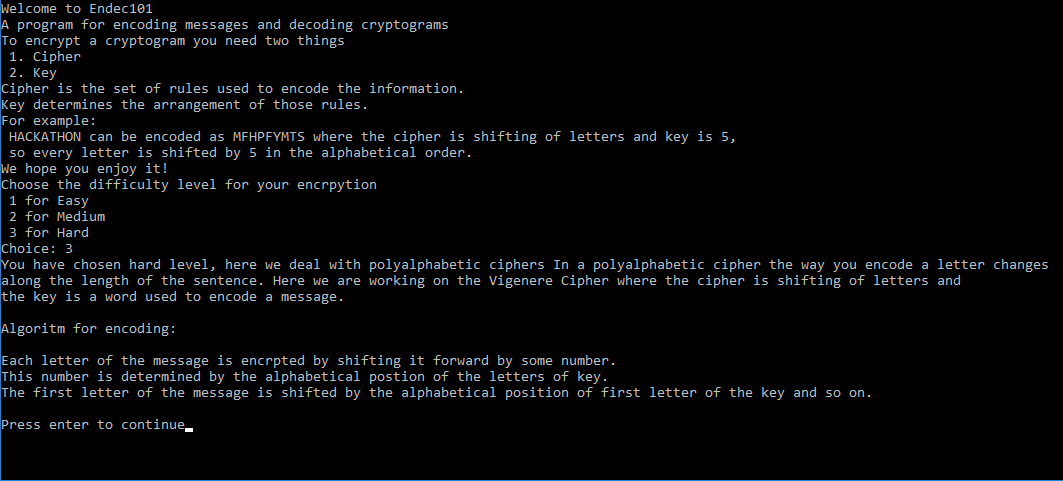 Welcome to Endec101
A program for encoding messages and decoding cryptograms
To encrypt a cryptogram you need two things
 1. Cipher
 2. Key
Cipher is the set of rules used to encode the information.
Key determines the arrangement of those rules.
For example:
 HACKATHON can be encoded as MFHPFYMTS where the cipher is shifting of letters and key is 5,
 so every letter is shifted by 5 in the alphabetical order.
We hope you enjoy it!
Choose the difficulty level for your encrpytion
 1 for Easy
 2 for Medium
 3 for Hard
Choice: 3
You have chosen hard level, here we deal with polyalphabetic ciphers In a polyalphabetic cipher the way you encode a letter changes
along the length of the sentence. Here we are working on the Vigenere Cipher where the cipher is shifting of letters and
the key is a word used to encode a message.

Algoritm for encoding:

Each letter of the message is encrpted by shifting it forward by some number.
This number is determined by the alphabetical postion of the letters of key.
The first letter of the message is shifted by the alphabetical position of first letter of the key and so on.

Press enter to continue